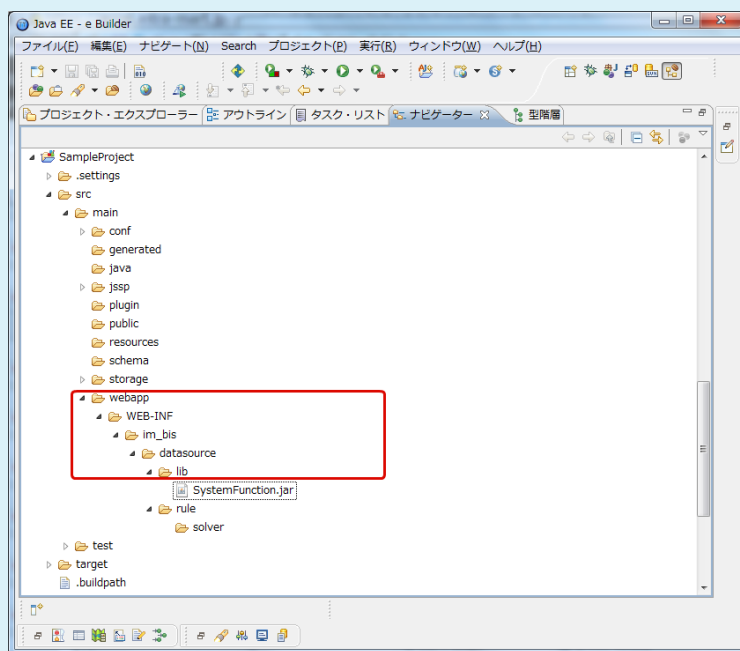 Java EE - e Builder
ファイル(F) 編集(E) ナビゲート(N) Search プロジェクト(P) 実行(R) ウィンドウ(W) ヘルプ(H)
プロジェクト・エクスプローラー アウトライン タスク・リスト ナビゲーター 型階層
SampleProject
.settings
src
main
conf
generated
java
jssp
plugin
public
resources
schema
storage
webapp
WEB-INF
im_bis
datasource
lib
SystemFunction.jar
rule
solver
test
target
.buildpath